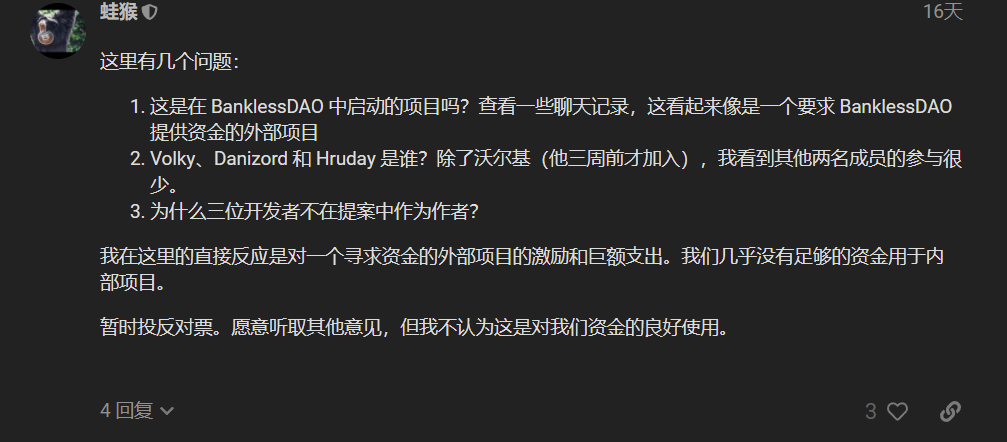 蛙猴
16天
这里有几个问题：
1. 这是在 BanklessDAO 中启动的项目吗？查看一些聊天记录，这看起来像是一个要求 BanklessDAO
提供资金的外部项目
2. Volky、Danizord 和 Hruday 是谁？除了沃尔基（他三周前才加入），我看到其他两名成员的参与很
少。
3. 为什么三位开发者不在提案中作为作者？
我在这里的直接反应是对一个寻求资金的外部项目的激励和巨额支出。我们几乎没有足够的资金用于内
部项目。
暂时投反对票。愿意听取其他意见，但我不认为这是对我们资金的良好使用。
4 回复
3